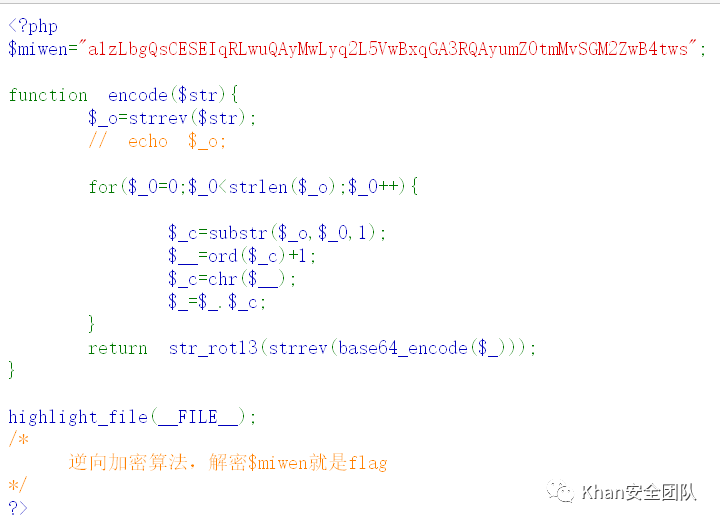 <?php
$miwen="a1zLbgQsCESEIqRLwuQAyMwLyq2L5VwBxqGA3RQAyumZ0tmMvSGM2ZwB4tws";
function encode($str){
$_o=strrev($str);
// echo $_o;
for($_0=0;$_0<strlen($_o);$_0++){
$_c=substr($_o,$_0,1);
$__=ord($_c)+1;
$_c=chr($__);
$_=$_.$_c;
}
return str_rot13(strrev(base64_encode($_)));
}
highlight_file(__FILE__);
/*
逆向加密算法，解密$miwen就是flag
*/
?>
Khan安全团队